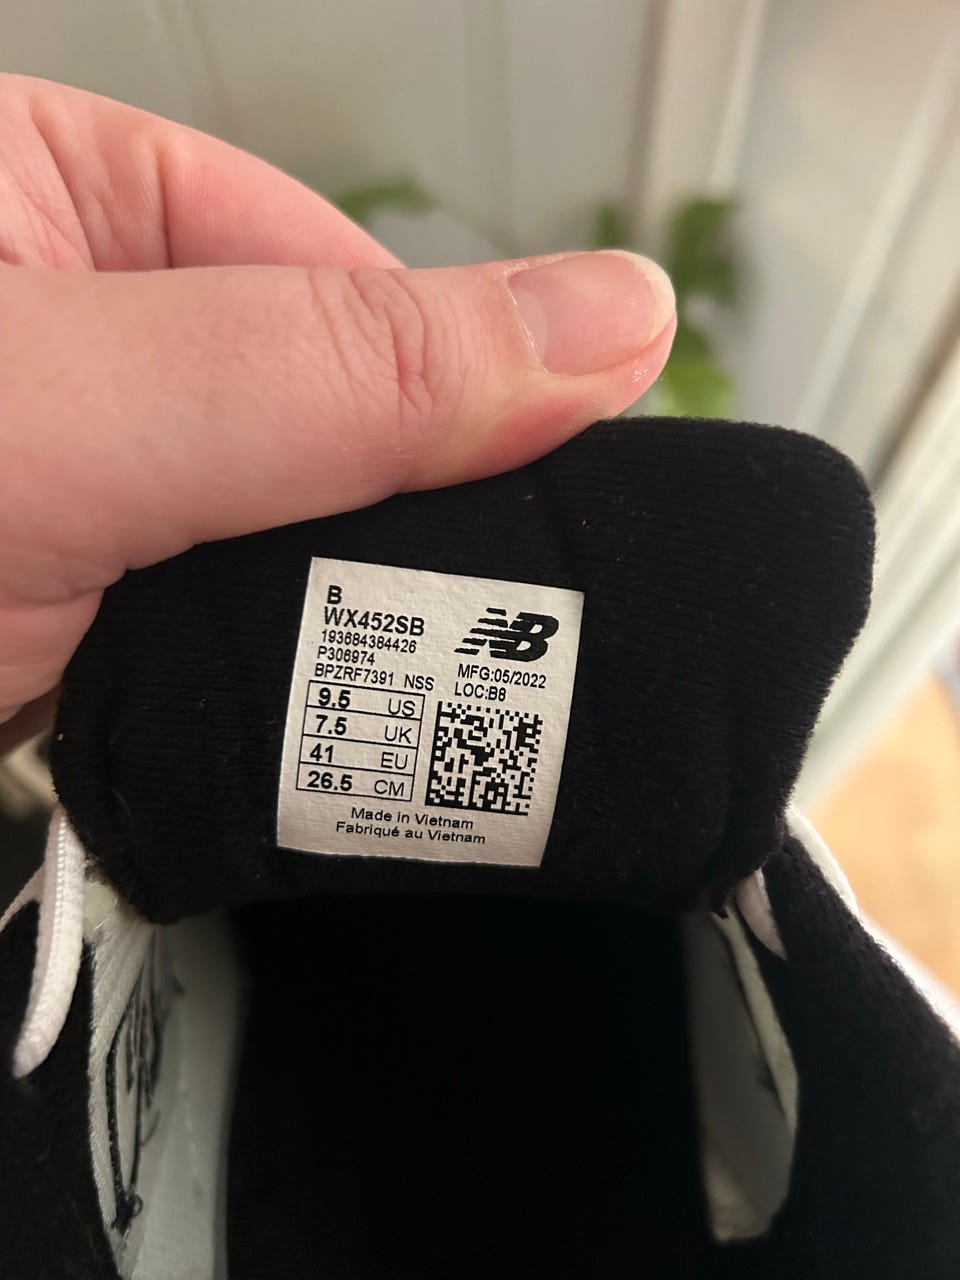 B
WX452SB
193684384426
P306974
BPZRF7391 NSS
9.5 US
7.5 UK
41 EU
26.5 CM
NB
MFG:05/2022
LOC:B8
Made in Vietnam
Fabriqué au Vietnam